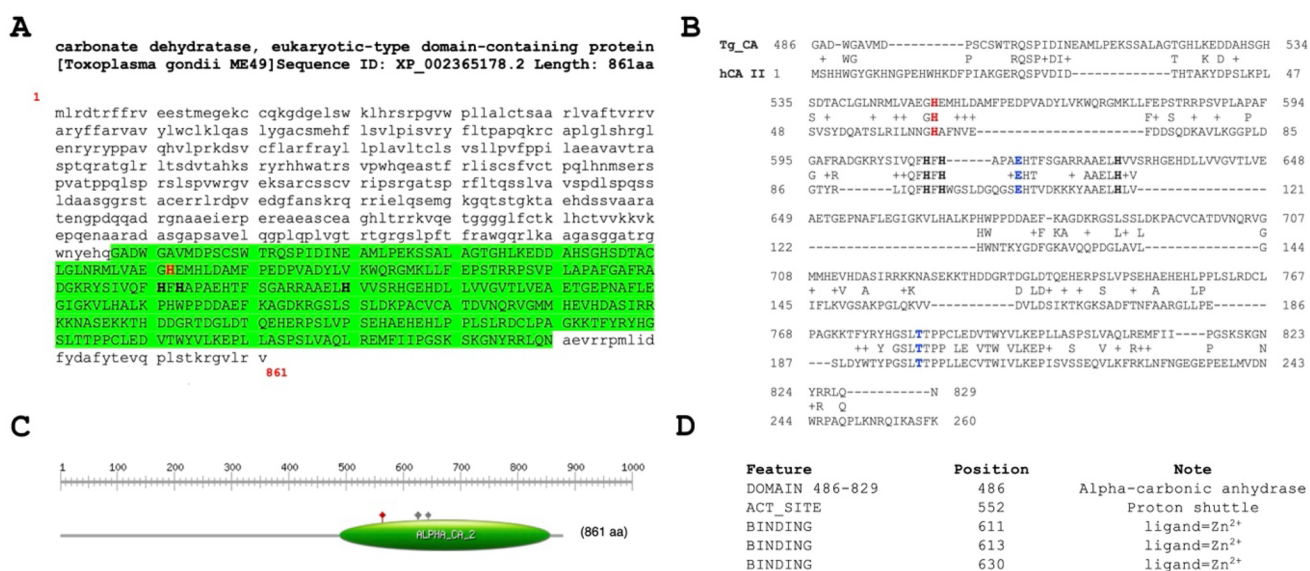 A
carbonate dehydratase, eukaryotic-type domain-containing protein
[Toxoplasma gondii ME49]Sequence ID: XP_002365178.2 Length: 861aa
1
mlrdtrffrv eestmegekc cqkgdgelsw klhrsrpgvw pllalctsaa rlvaftvrrv
aryffarvav ylwclklqas lygacsmehf lsvlpisvry fltpapqkrc aplglshrgl
enryryppav qhvlprkdsv cflarfrayl lplavltcls vsllpvfippi laeavavtra
sptqratglr ltsdvtahks ryrhhwatrs vpwhqeastf rliscsfvct pqlhnmsers
pvatppqlsp rslspvwrgv eksarcsscv ripsrgatsp rfltqsslva vspdlspqss
ldaasggrst acerrlrdpv edgfanskrq rrielqsemg kgqtstgkta ehdssvaara
tengpdqqad rgnaaeierp ereaeascea ghltrrkvqe tggggglfctk lhctvvkkvk
epqenaarad asgapsavel qgplqplvgt rtgrgslpft frawgqrlka agasggatrg
wnyehqGADW GAVMDPSCSW TRQSPIDINE AMLPEKSSAL AGTGHLKEDD AHSGHSDTAC
LGLNRMLVAE GHEMHLDAMF PEDPVADYLV KWQRGMKLLF EPSTRRPSVP LAPAFGAFRA
DGKRYSIVQF HFHAPAEHTF SGARRAAELH VVSRHGEHDL LVVGVTLVEA AETGEPNAFL
GIGKVLHALK PHWPPDDAEF KAGDKRGSLS SLDKPACVCA TDVNQRVGMM HEVHDASIRR
KKNASEKKTH DDGRTDGLDT QEHERPSLVP SEHAEHEHLP PLSLRDCLPA GKKTFYRYHG
SLTTPPCLED VTWYVLKEPL LASPSLVAQL REMFIIPGSK SKGNYRRLQN aevrrpmlid
fydafytevq plstkrgvlr v
861
B
Tg_CA 486 GAD-WGAVMD-----------PSCSWTRQSPIDINEAMLPEKSSALAGTGHLKEDDAHSGH 534
+ WG P RQSP+DI+ T K D +
hCA II 1 MSHHWGYGKHNGPEHWHKDFPIAKGERQSPVDID------------THTAKYDPSLKPL 47
535 SDTACLGLNRMLVAEGHEMHLDAMFPEDPVADYLVKWQRGMKLLFEPSTRRPSVPLAPAF 594
S + + + GH +++ F+ + + L
48 SVSYDQATSLRILNNGHAFNVE-----------------FDDSQDKAVLKGGPLD 85
595 GAFRADGKRYSIVQFHFH------APAEHTFSGARRAAELHVVSRHGEHDLLVVGVTLVE 648
G +R ++QFHFH +EHT + AAELH+V
86 GTYR-------LIQFHFHWGSLDGQGSEHTVDKKKYAAELHLV---------------- 121
649 AETGEPNAFLEGIGKVLHALKPHWPPDDAEF-KAGDKRGSLSSLDKPACVCATDVNQRVG 707
HW + +F KA + L+ L G
122 -----------------------HWNTKYGDFGKAVQQPDGLAVL--------------G 144
708 MMHEVHDASIRRKKNASEKKTHDDGRTDGLDTQEHERPSLVPSEHAEHEHLPPLSLRDCL 767
+ +V A +K D LD+ + + S + A LP
145 IFLKVGSAKPGLQKVV------------DVLDSIKTKGKSADFTNFAARGLLPE------ 186
768 PAGKKTFYRYHGSLTTPPCLEDVTWYVLKEPLLASPSLVAQLREMFII----PGSKSKGN 823
++ Y GSLTTPP LE VTW VLKEP+ S V + R++ P N
187 ---SLDYWTYPGSLTTPPLLECVTWIVLKEPISVSSEQVLKFRKLNFNGEGEPEELMVDN 243
824 YRRLQ-----------N 829
+R Q
244 WRPAQPLKNRQIKASFK 260
C
1 100 200 300 400 500 600 700 800 900 1000
ALPHA_CA_2
(861 aa)
D
Feature Position Note
DOMAIN 486-829 486 Alpha-carbonic anhydrase
ACT_SITE 552 Proton shuttle
BINDING 611 ligand=Zn²⁺
BINDING 613 ligand=Zn²⁺
BINDING 630 ligand=Zn²⁺